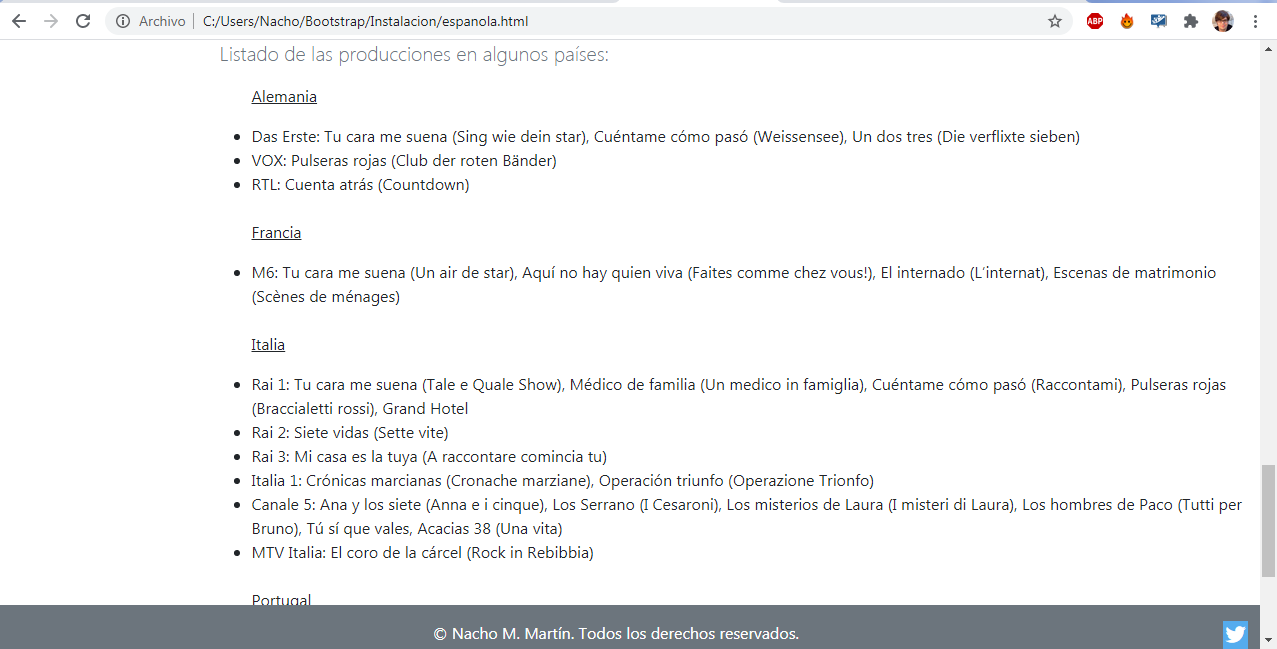 Archivo | C:/Users/Nacho/Bootstrap/Instalacion/espanola.html
ABP
Listado de las producciones en algunos países:
Alemania
Das Erste: Tu cara me suena (Sing wie dein star), Cuéntame cómo pasó (Weissensee), Un dos tres (Die verflixte sieben)
VOX: Pulseras rojas (Club der roten Bänder)
RTL: Cuenta atrás (Countdown)
Francia
M6: Tu cara me suena (Un air de star), Aquí no hay quien viva (Faites comme chez vous!), El internado (L’internat), Escenas de matrimonio
(Scènes de ménages)
Italia
Rai 1: Tu cara me suena (Tale e Quale Show), Médico de familia (Un medico in famiglia), Cuéntame cómo pasó (Raccontami), Pulseras rojas
(Braccialetti rossi), Grand Hotel
Rai 2: Siete vidas (Sette vite)
Rai 3: Mi casa es la tuya (A raccontare comincia tu)
Italia 1: Crónicas marcianas (Cronache marziane), Operación triunfo (Operazione Trionfo)
Canale 5: Ana y los siete (Anna e i cinque), Los Serrano (I Cesaroni), Los misterios de Laura (I misteri di Laura), Los hombres de Paco (Tutti per
Bruno), Tú sí que vales, Acacias 38 (Una vita)
MTV Italia: El coro de la cárcel (Rock in Rebibbia)
Portugal
© Nacho M. Martín. Todos los derechos reservados.